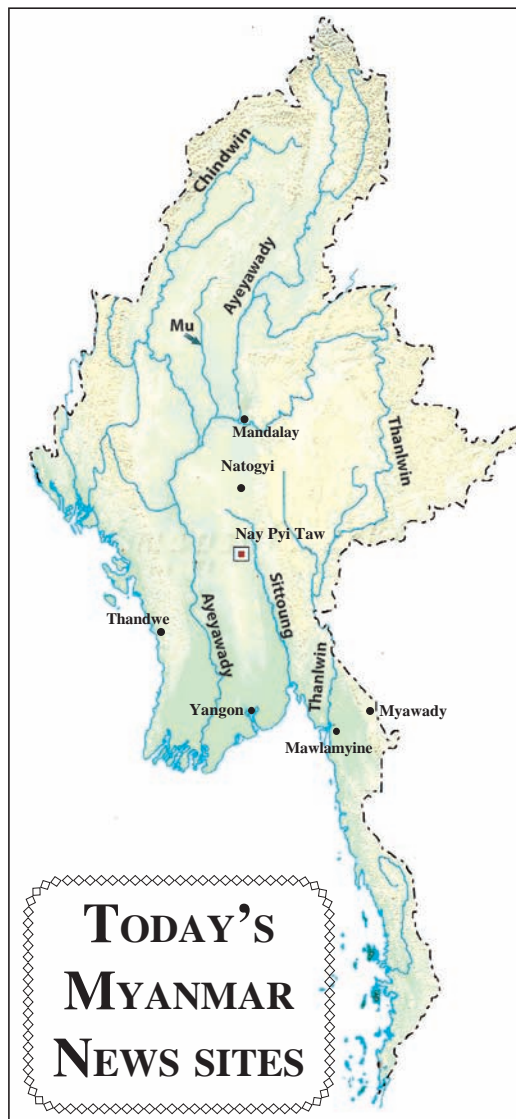 Chindwin
Ayeyawady
Mu
Mandalay
Thanlwin
Natogyi
Nay Pyi Taw
Sittoung
Ayeyawady
Thandwe
Thanlwin
Yangon
Myawady
Mawlamyine
TODAY'S
MYANMAR
NEWS SITES